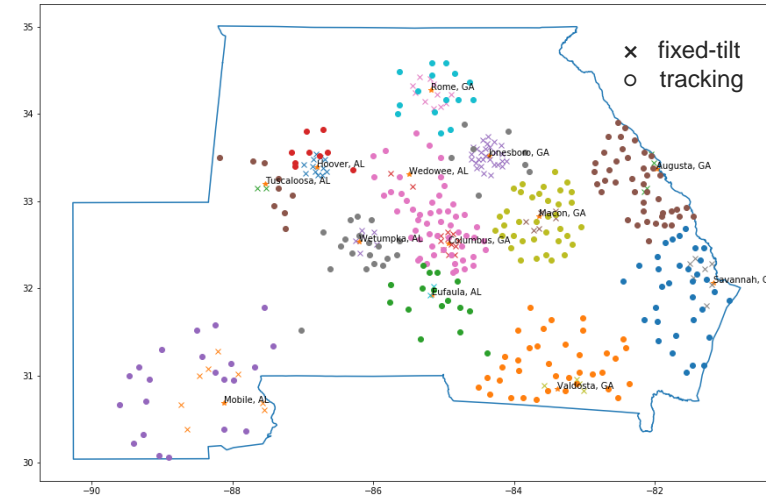 fixed-tilt
tracking
Rome, GA
Jonesboro, GA
Hoover, AL
Wedowee, AL
Augusta, GA
Tuscaloosa, AL
Macon, GA
Wetumpka, AL
Columbus, GA
Savannah, G
Eufaula, AL
Valdosta, GA
Mobile, AL
35
34
33
32
31
30
−90
−88
−86
−84
−82